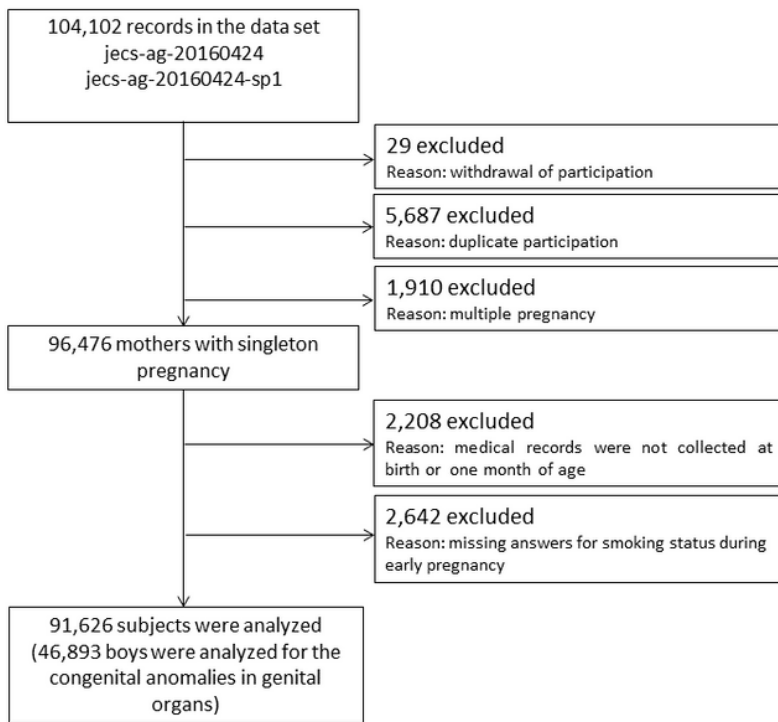 104,102 records in the data set
jecs-ag-20160424
jecs-ag-20160424-sp1
29 excluded
Reason: withdrawal of participation
5,687 excluded
Reason: duplicate participation
1,910 excluded
Reason: multiple pregnancy
96,476 mothers with singleton
pregnancy
2,208 excluded
Reason: medical records were not collected at
birth or one month of age
2,642 excluded
Reason: missing answers for smoking status during
early pregnancy
91,626 subjects were analyzed
(46,893 boys were analyzed for the
congenital anomalies in genital
organs)